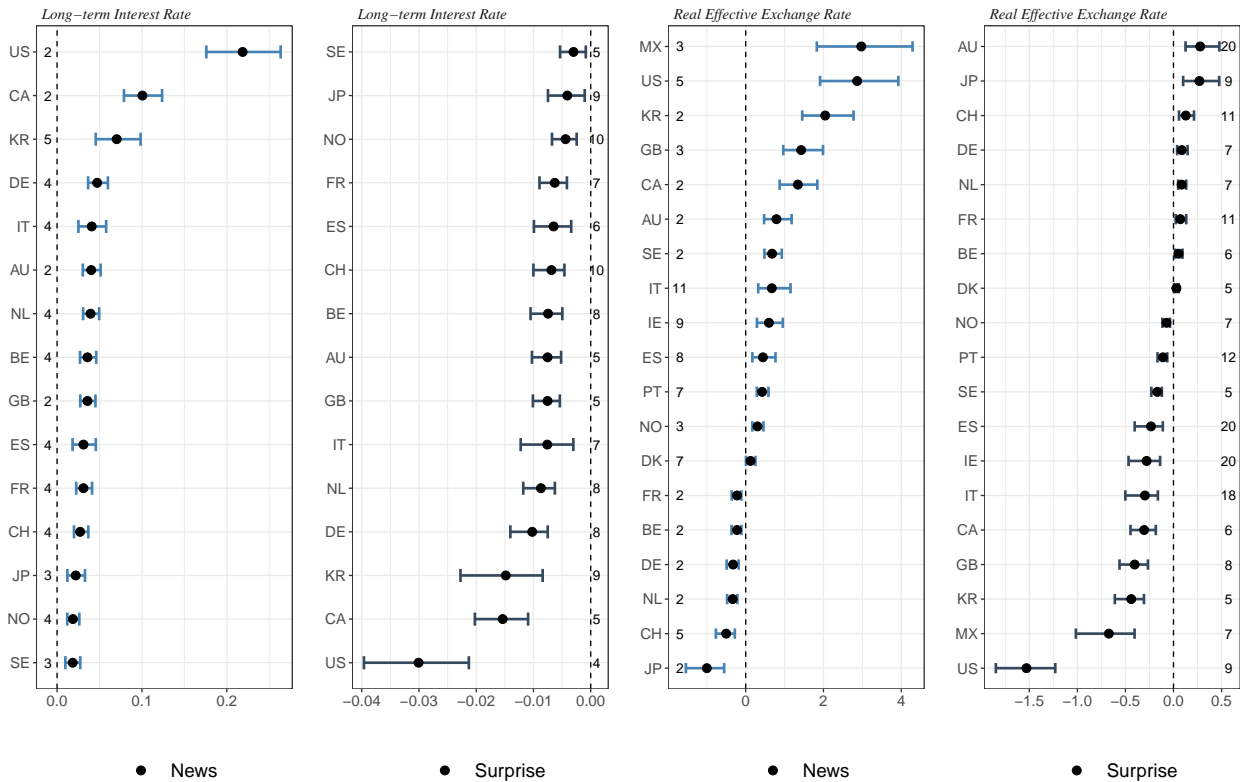 Long−term Interest Rate
US 2
CA 2
KR 5
DE 4
IT 4
AU 2
NL 4
BE 4
GB 2
ES 4
FR 4
CH 4
JP 3
NO 4
SE 3
0.0 0.1 0.2
News
Long−term Interest Rate
SE 5
JP 9
NO 10
FR 7
ES 6
CH 10
BE 8
AU 5
GB 5
IT 7
NL 8
DE 8
KR 9
CA 5
US 4
−0.04 −0.03 −0.02 −0.01 0.00
Surprise
Real Effective Exchange Rate
MX 3
US 5
KR 2
GB 3
CA 2
AU 2
SE 2
IT 11
IE 9
ES 8
PT 7
NO 3
DK 7
FR 2
BE 2
DE 2
NL 2
CH 5
JP 2
0 2 4
News
Real Effective Exchange Rate
AU 20
JP 9
CH 11
DE 7
NL 7
FR 11
BE 6
DK 5
NO 7
PT 12
SE 5
ES 20
IE 20
IT 18
CA 6
GB 8
KR 5
MX 7
US 9
−1.5 −1.0 −0.5 0.0 0.5
Surprise